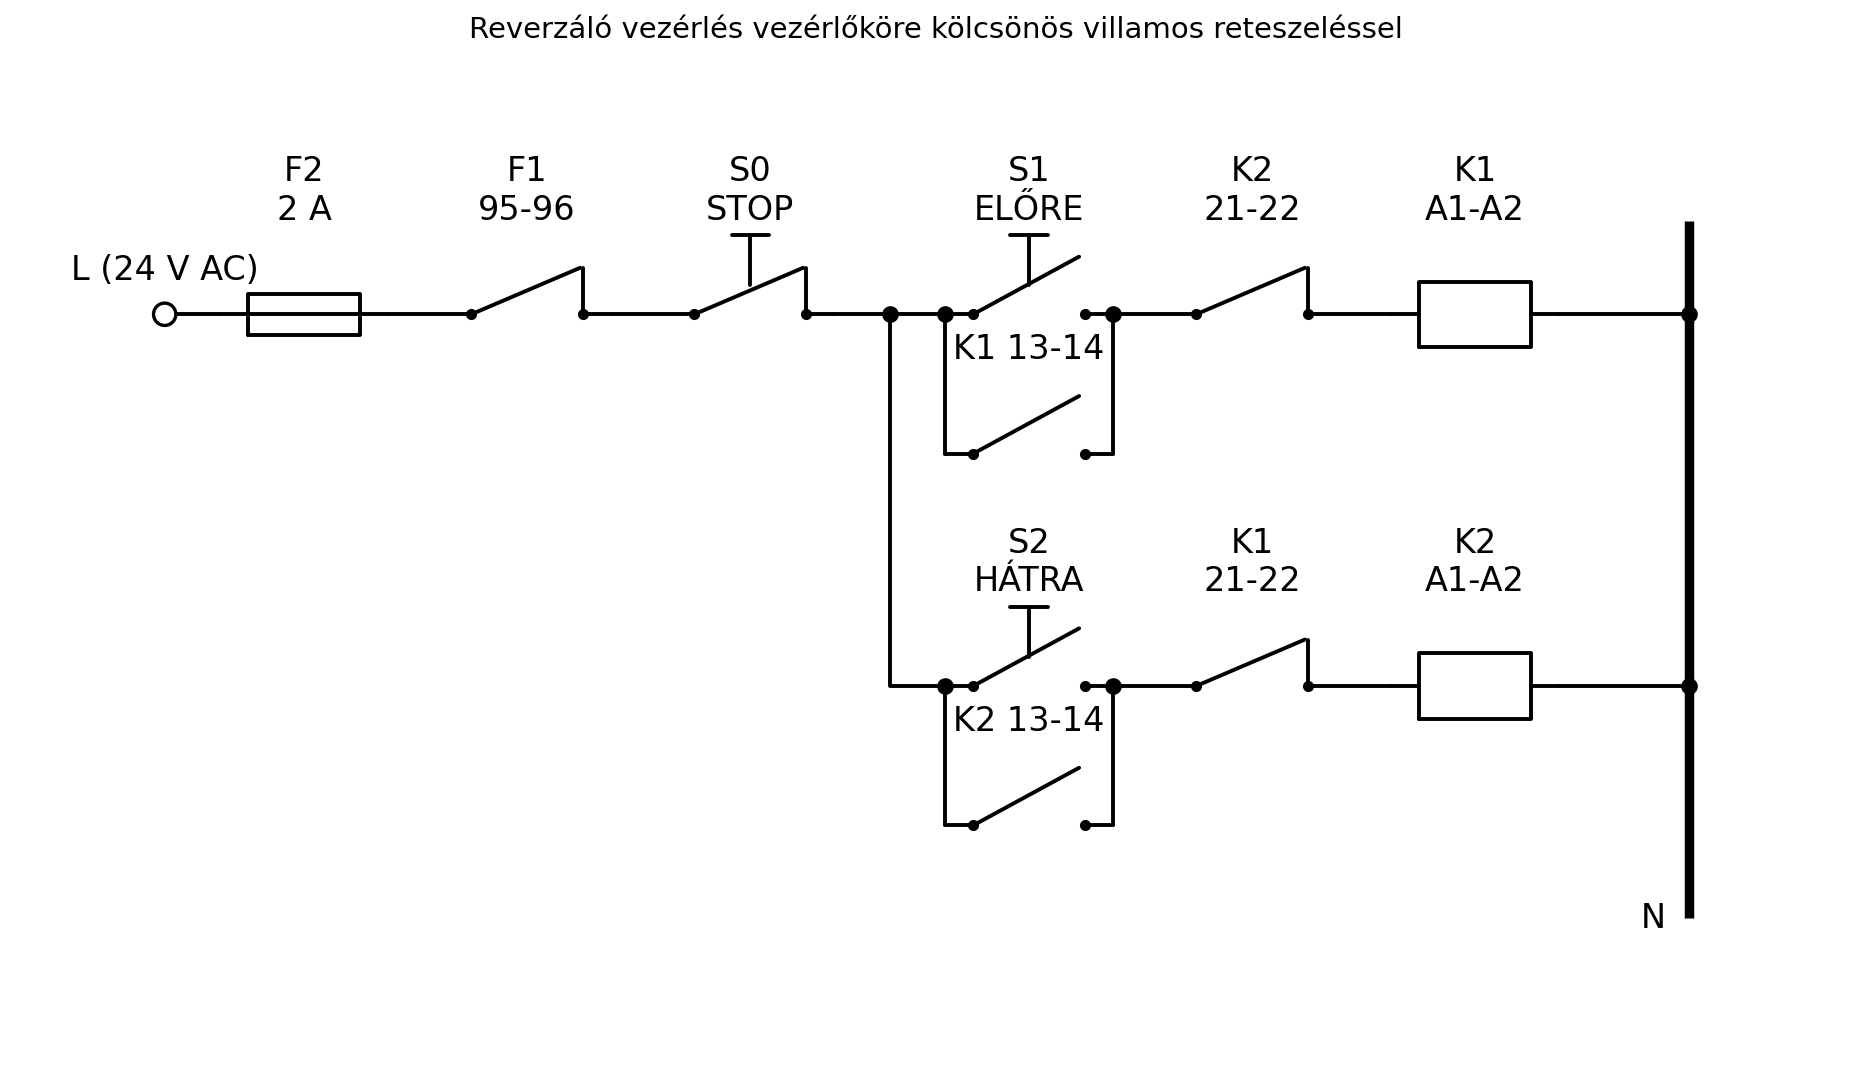 Reverzáló vezérlés vezérlőköre kölcsönös villamos reteszeléssel
F2
2 A
F1
95-96
S0
STOP
S1
ELŐRE
K2
21-22
K1
A1-A2
L (24 V AC)
K1 13-14
S2
HÁTRA
K1
21-22
K2
A1-A2
K2 13-14
N